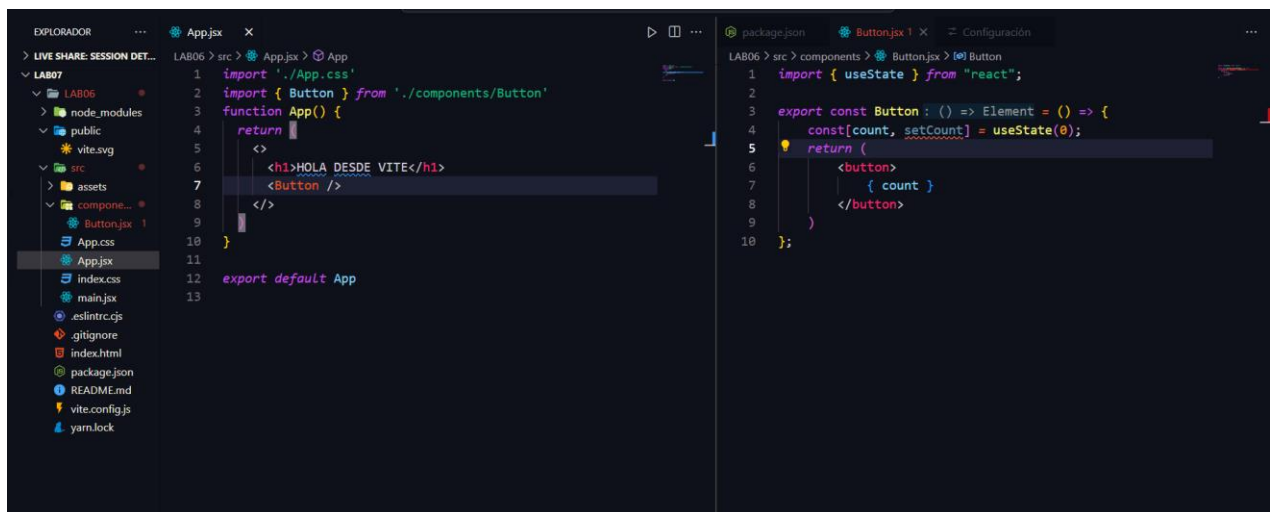 EXPLORADOR ...
LIVE SHARE: SESSION DET...
LAB07
LAB06
node_modules
public
vite.svg
src
assets
compone...
Button.jsx 1
App.css
App.jsx
index.css
main.jsx
.eslintrc.cjs
.gitignore
index.html
package.json
README.md
vite.config.js
yarn.lock
App.jsx
LAB06 > src > App.jsx > App
1 import './App.css'
2 import { Button } from './components/Button'
3 function App() {
4 return (
5 <>
6 <h1>HOLA DESDE VITE</h1>
7 <Button />
8 </>
9 )
10 }
11
12 export default App
13
package.json Button.jsx 1 Configuración
LAB06 > src > components > Button.jsx > Button
1 import { useState } from "react";
2
3 export const Button : () => Element = () => {
4 const[count, setCount] = useState(0);
5 return (
6 <button>
7 { count }
8 </button>
9 )
10 };